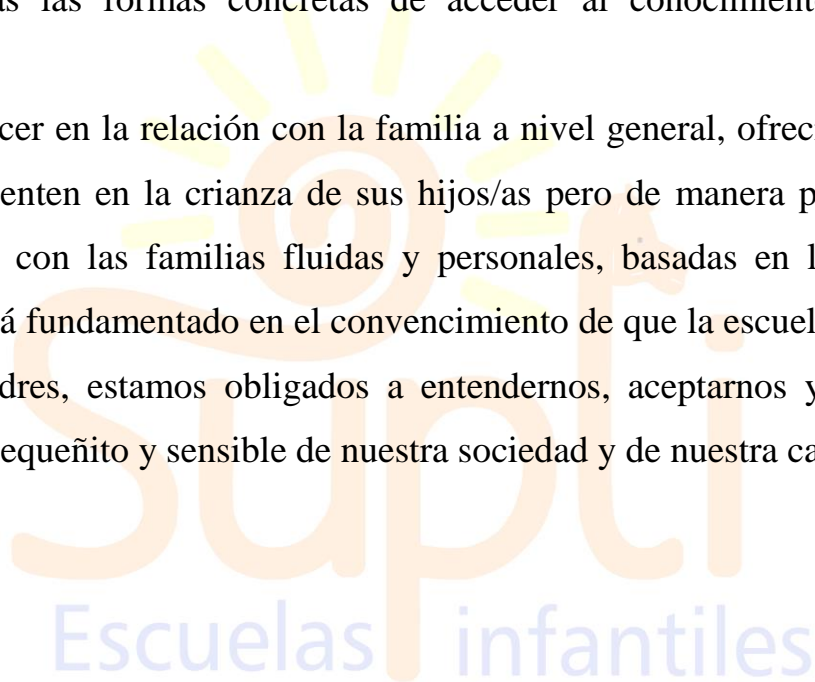 as las formas concretas de acceder al conocimient
cer en la relación con la familia a nivel general, ofreci
enten en la crianza de sus hijos/as pero de manera p
con las familias fluidas y personales, basadas en l
á fundamentado en el convencimiento de que la escuel
dres, estamos obligados a entendernos, aceptarnos y
equeñito y sensible de nuestra sociedad y de nuestra ca
Supti
Escuelas infantiles